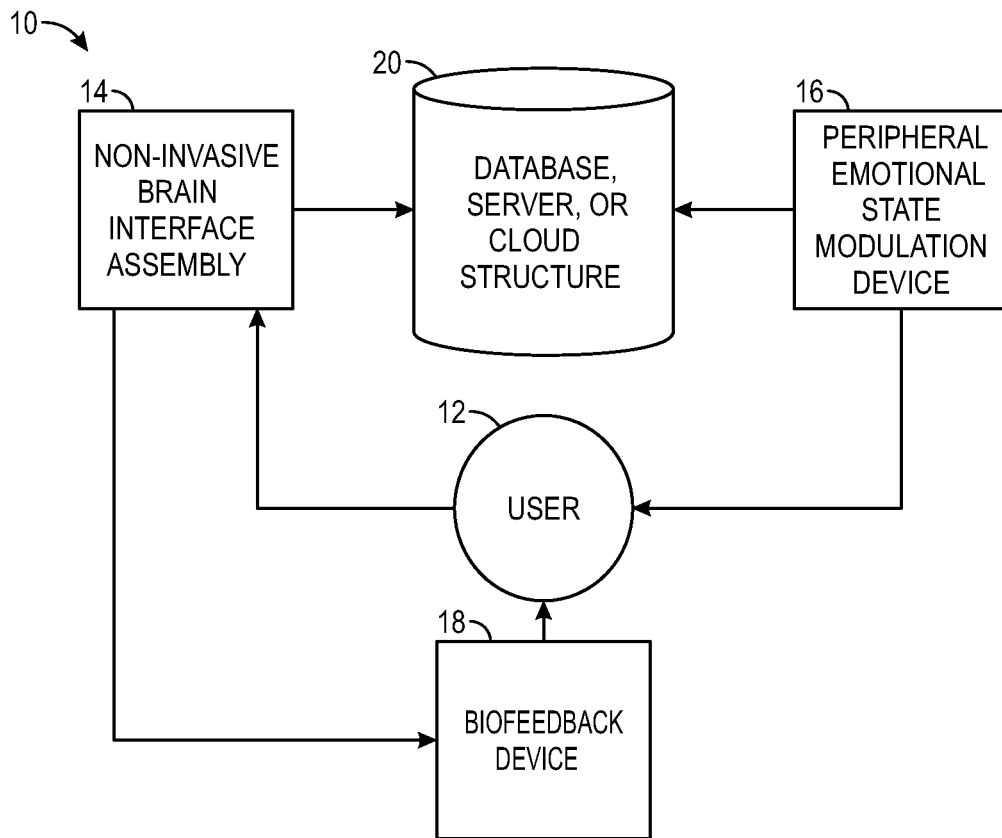 10
14
NON-INVASIVE
BRAIN
INTERFACE
ASSEMBLY
20
DATABASE,
SERVER, OR
CLOUD
STRUCTURE
16
PERIPHERAL
EMOTIONAL
STATE
MODULATION
DEVICE
12
USER
18
BIOFEEDBACK
DEVICE